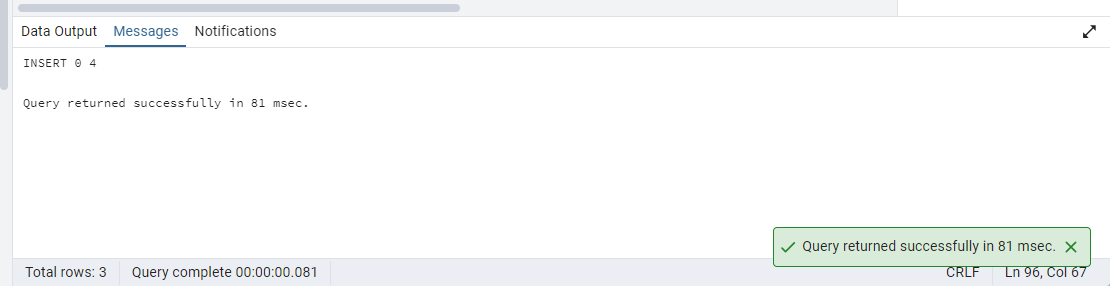 Data Output Messages Notifications
INSERT 0 4
Query returned successfully in 81 msec.
Query returned successfully in 81 msec.
Total rows: 3 Query complete 00:00:00.081 CRLF Ln 96, Col 67